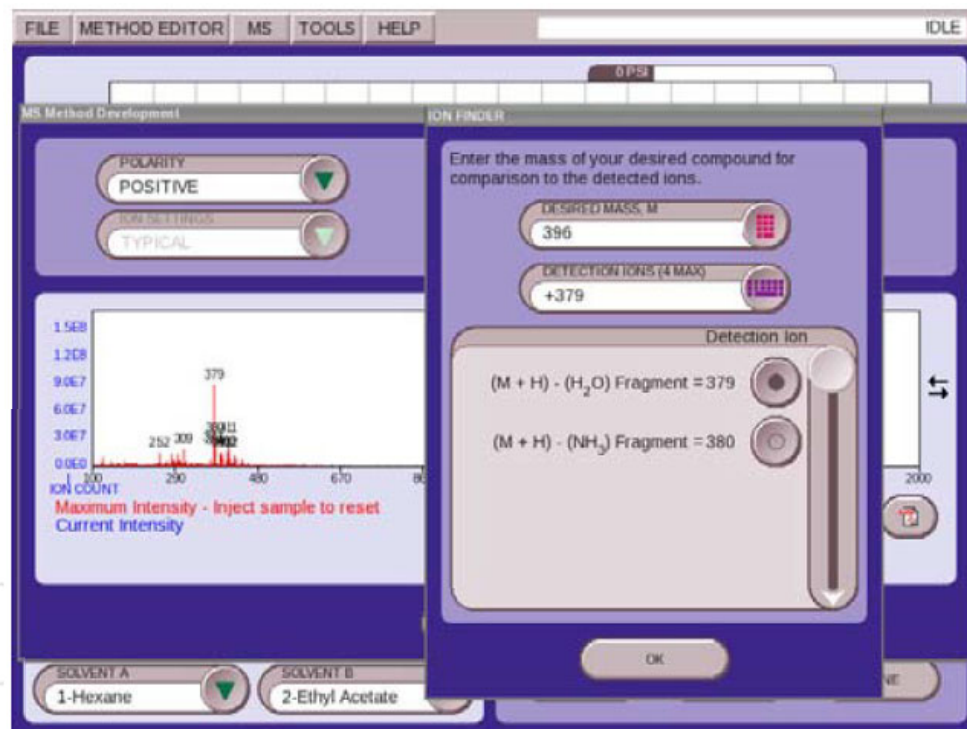 FILE METHOD EDITOR MS TOOLS HELP IDLE
0 PSI
MS Method Development
ION FINDER
POLARITY
POSITIVE
ION SETTINGS
TYPICAL
Enter the mass of your desired compound for
comparison to the detected ions.
DESIRED MASS, M
396
DETECTION IONS (4 MAX)
+379
Detection Ion
(M + H) - (H₂O) Fragment = 379
(M + H) - (NH₃) Fragment = 380
OK
1.5E8
1.2E8
9.0E7
6.0E7
3.0E7
0.0E0
379
252 309
100 290 480 670 2000
ION COUNT
Maximum Intensity - Inject sample to reset
Current Intensity
SOLVENT A
1-Hexane
SOLVENT B
2-Ethyl Acetate